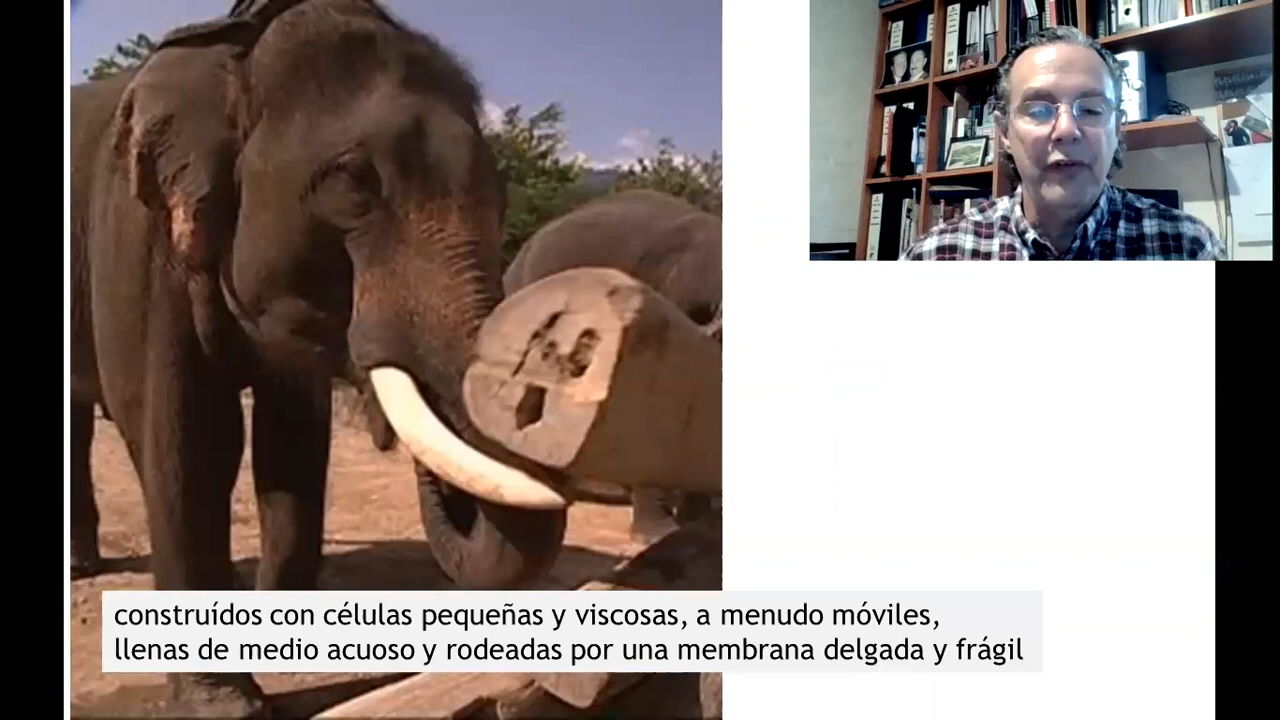 construídos con células pequeñas y viscosas, a menudo móviles,
llenas de medio acuoso y rodeadas por una membrana delgada y frágil